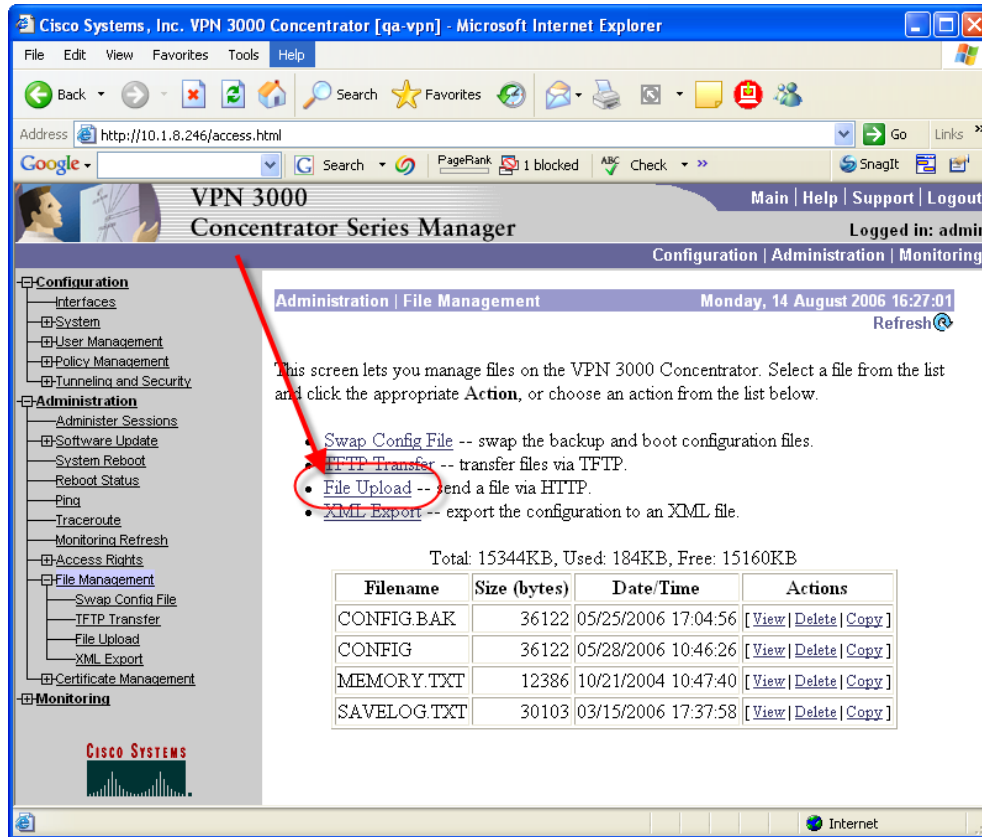 Cisco Systems, Inc. VPN 3000 Concentrator [qa-vpn] - Microsoft Internet Explorer
File Edit View Favorites Tools Help
Back Search Favorites
Address http://10.1.8.246/access.html Go Links »
Google Search PageRank 1 blocked ABC Check » SnagIt
VPN 3000
Concentrator Series Manager
Main | Help | Support | Logout
Logged in: admin
Configuration | Administration | Monitoring
Configuration
Interfaces
System
User Management
Policy Management
Tunneling and Security
Administration
Administer Sessions
Software Update
System Reboot
Reboot Status
Ping
Traceroute
Monitoring Refresh
Access Rights
File Management
Swap Config File
TFTP Transfer
File Upload
XML Export
Certificate Management
Monitoring
CISCO SYSTEMS
Administration | File Management Monday, 14 August 2006 16:27:01
Refresh
This screen lets you manage files on the VPN 3000 Concentrator. Select a file from the list
and click the appropriate Action, or choose an action from the list below.
• Swap Config File -- swap the backup and boot configuration files.
• TFTP Transfer -- transfer files via TFTP.
• File Upload -- send a file via HTTP.
• XML Export -- export the configuration to an XML file.
Total: 15344KB, Used: 184KB, Free: 15160KB
Filename Size (bytes) Date/Time Actions
CONFIG.BAK 36122 05/25/2006 17:04:56 [ View | Delete | Copy ]
CONFIG 36122 05/28/2006 10:46:26 [ View | Delete | Copy ]
MEMORY.TXT 12386 10/21/2004 10:47:40 [ View | Delete | Copy ]
SAVELOG.TXT 30103 03/15/2006 17:37:58 [ View | Delete | Copy ]
Internet